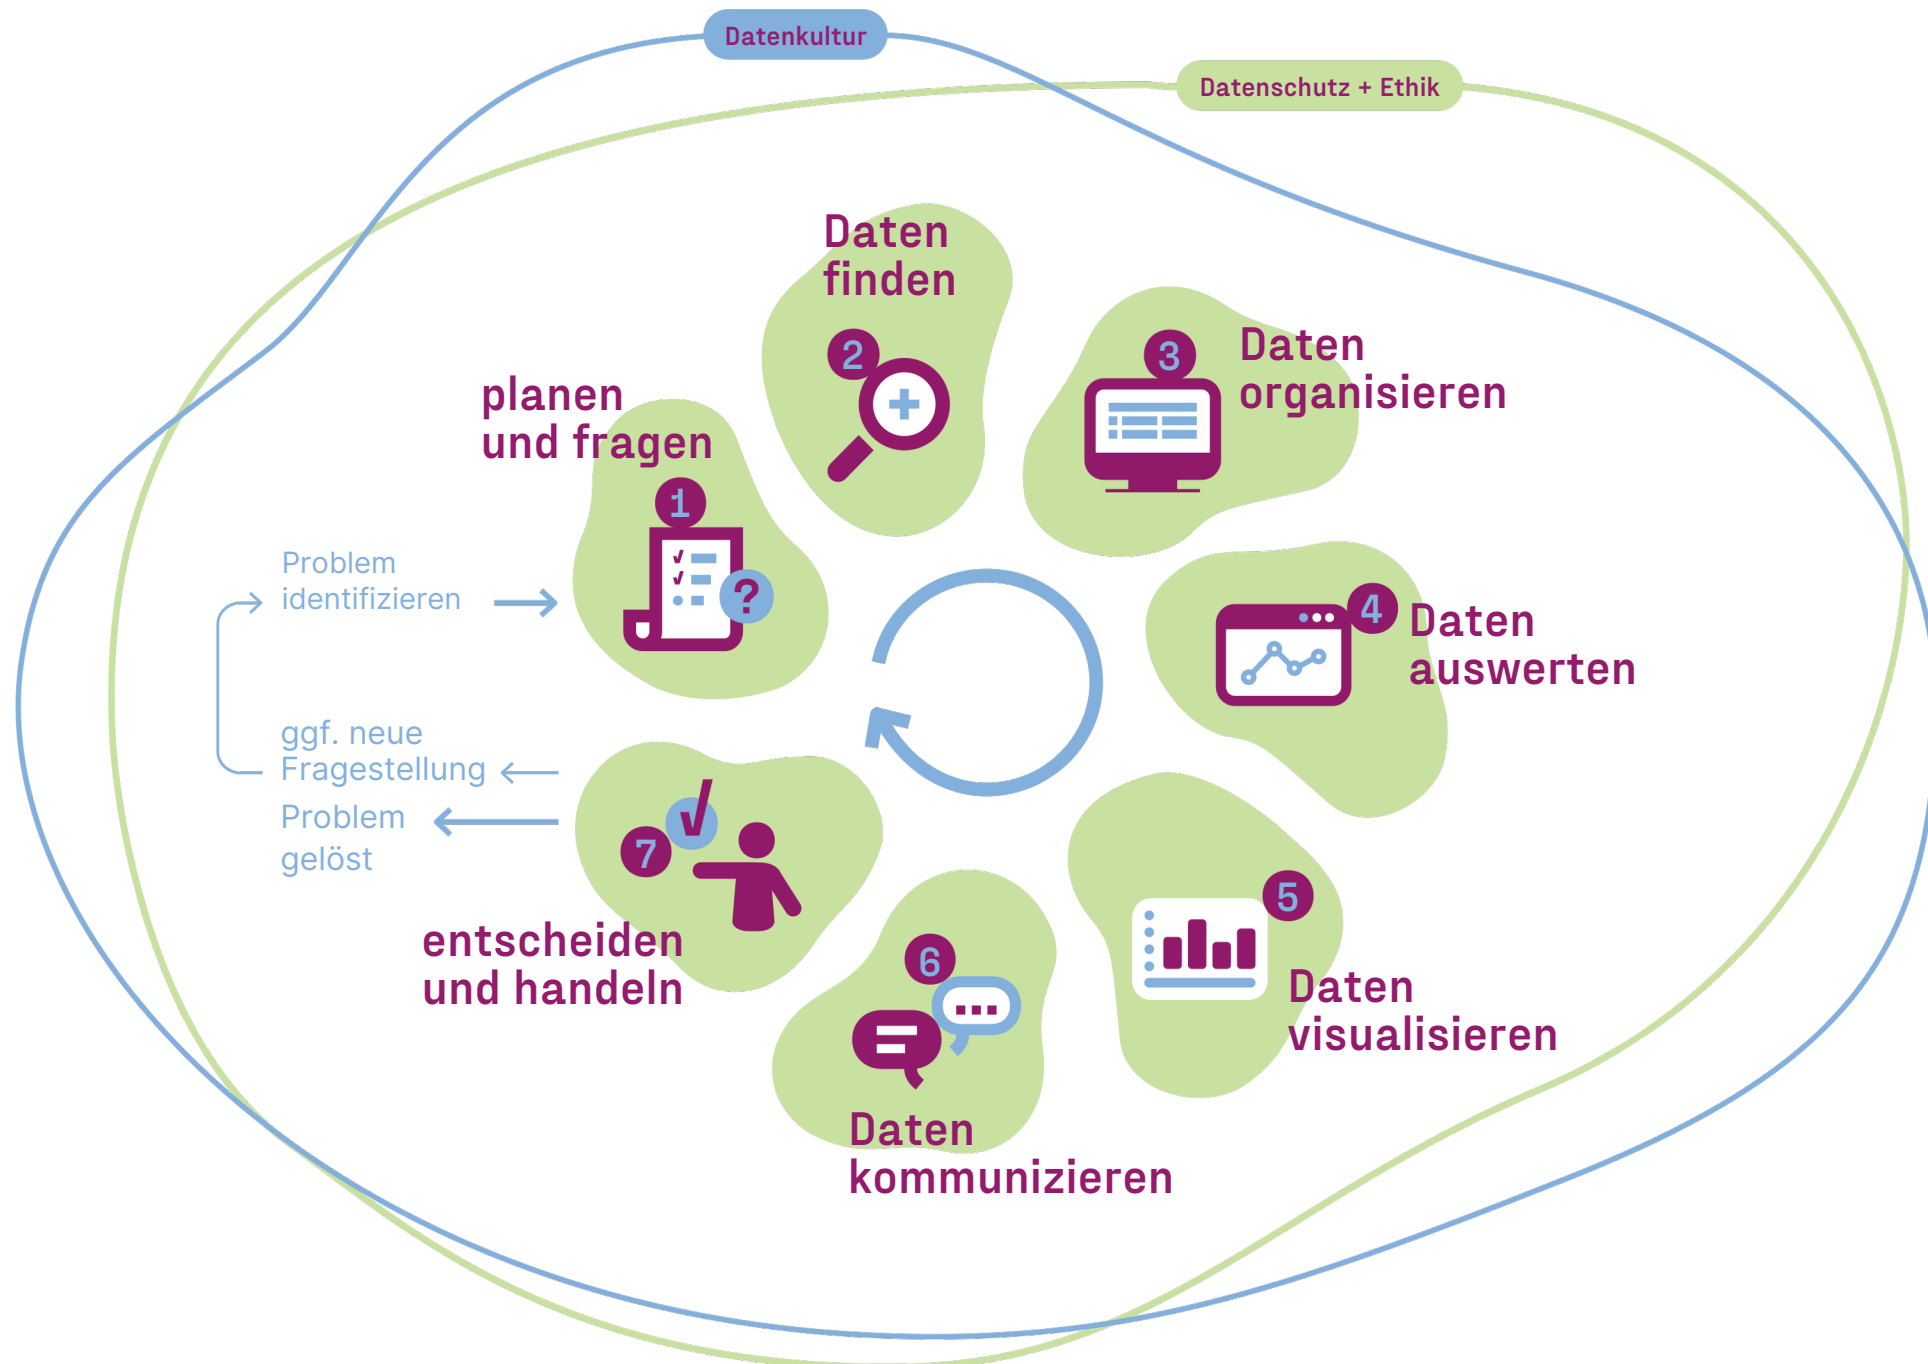 Datenkultur
Datenschutz + Ethik
planen
und fragen
1
?
Daten
finden
2
3
Daten
organisieren
4
Daten
auswerten
5
Daten
visualisieren
6
Daten
kommunizieren
7
entscheiden
und handeln
Problem
identifizieren
ggf. neue
Fragestellung
Problem
gelöst